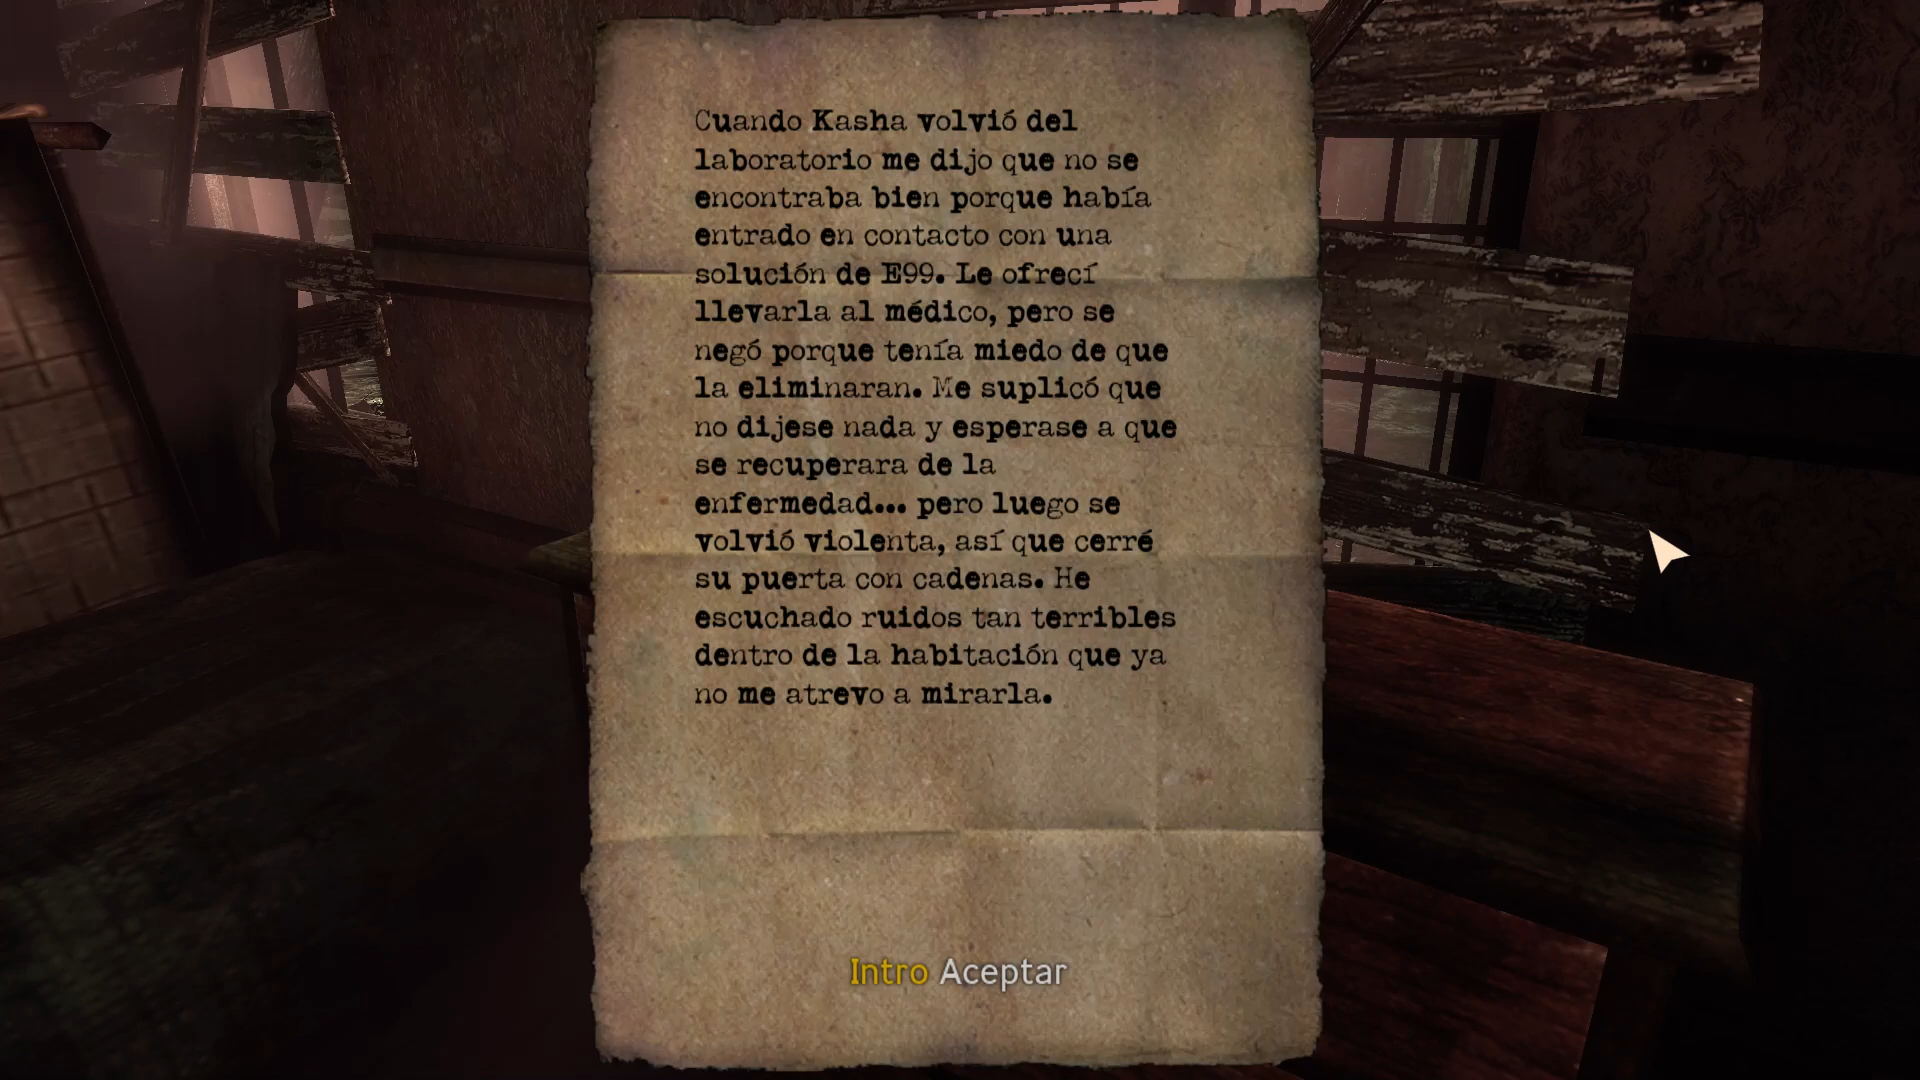 Cuando Kasha volvió del
laboratorio me dijo que no se
encontraba bien porque había
entrado en contacto con una
solución de E99. Le ofrecí
llevarla al médico, pero se
negó porque tenía miedo de que
la eliminaran. Me suplicó que
no dijese nada y esperase a que
se recuperara de la
enfermedad... pero luego se
volvió violenta, así que cerré
su puerta con cadenas. He
escuchado ruidos tan terribles
dentro de la habitación que ya
no me atrevo a mirarla.
Intro Aceptar